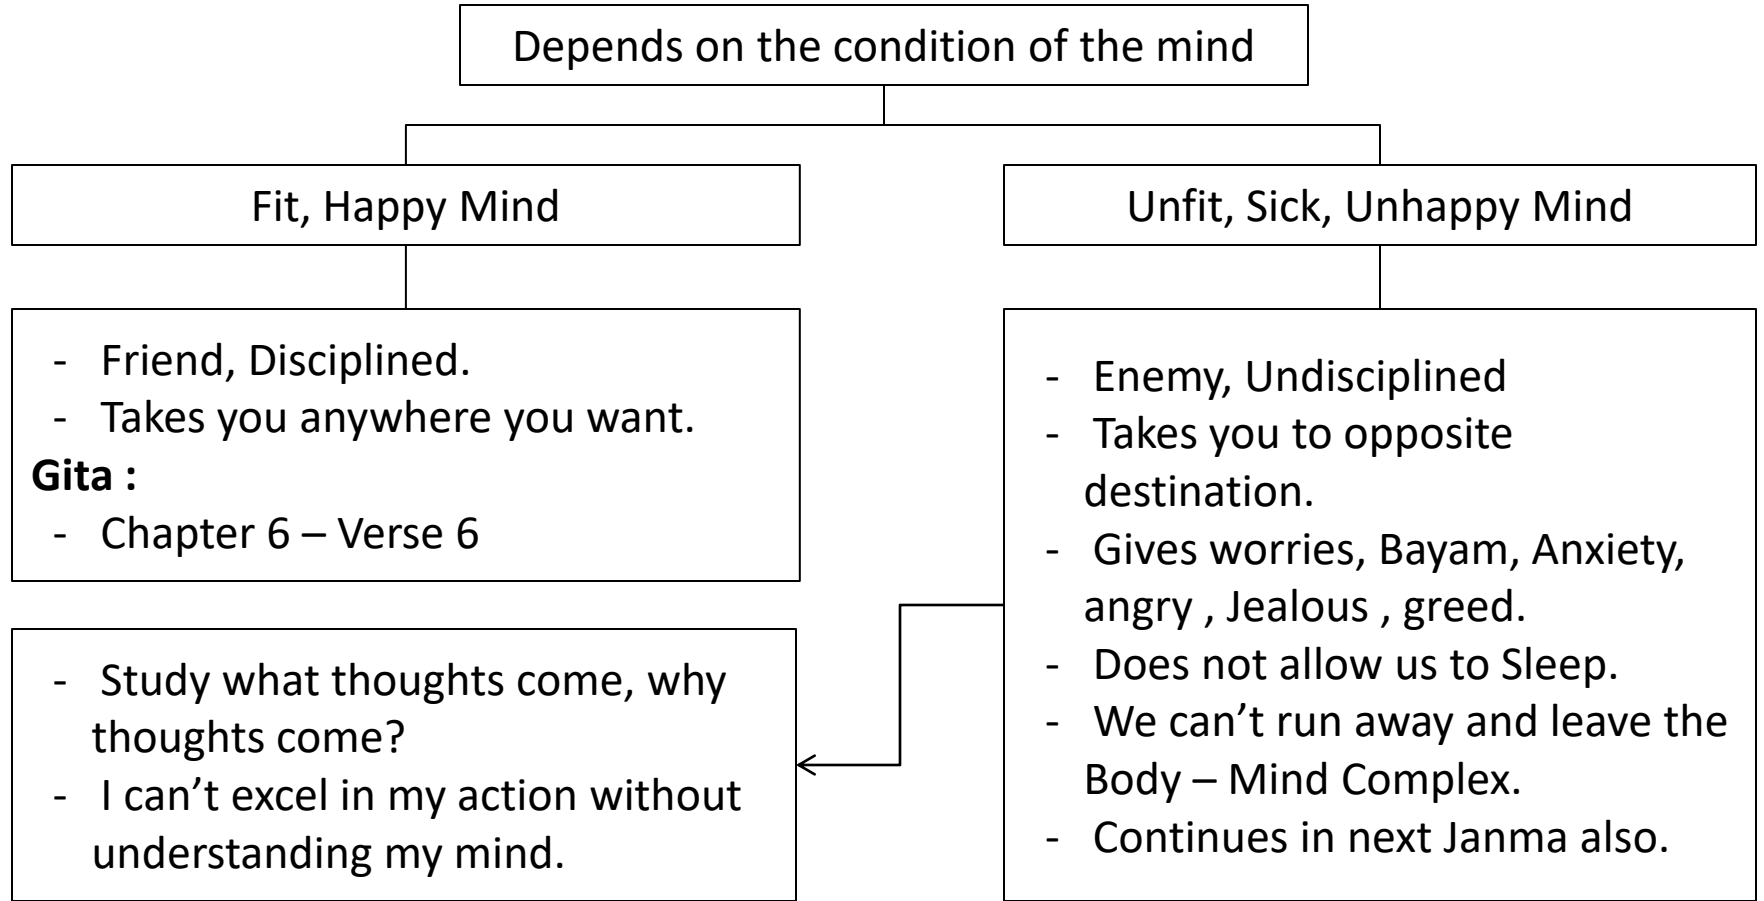 Depends on the condition of the mind
Fit, Happy Mind
Unfit, Sick, Unhappy Mind
- Friend, Disciplined.
- Takes you anywhere you want.
Gita :
- Chapter 6 – Verse 6
- Enemy, Undisciplined
- Takes you to opposite
destination.
- Gives worries, Bayam, Anxiety,
angry , Jealous , greed.
- Does not allow us to Sleep.
- We can’t run away and leave the
Body – Mind Complex.
- Continues in next Janma also.
- Study what thoughts come, why
thoughts come?
- I can’t excel in my action without
understanding my mind.